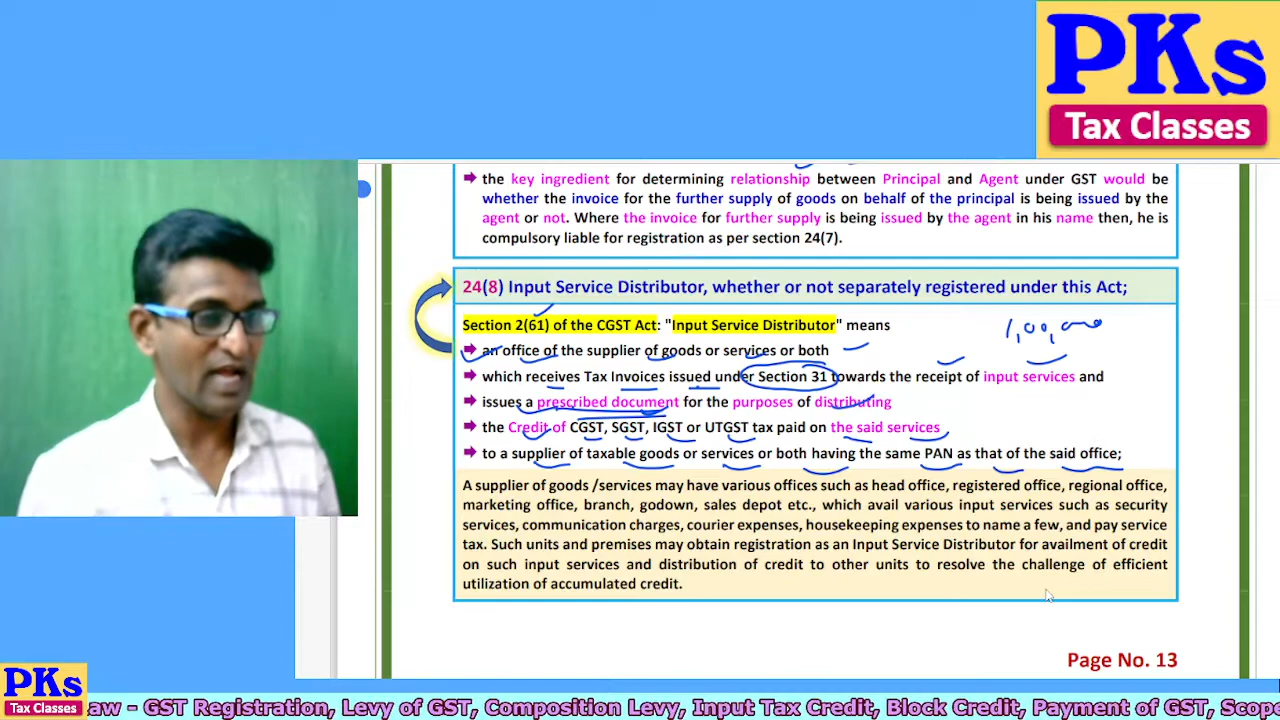 PKs
Tax Classes
the key ingredient for determining relationship between Principal and Agent under GST would be
whether the invoice for the further supply of goods on behalf of the principal is being issued by the
agent or not. Where the invoice for further supply is being issued by the agent in his name then, he is
compulsory liable for registration as per section 24(7).
24(8) Input Service Distributor, whether or not separately registered under this Act;
Section 2(61) of the CGST Act: "Input Service Distributor" means
1,00,000
an office of the supplier of goods or services or both
which receives Tax Invoices issued under Section 31 towards the receipt of input services and
issues a prescribed document for the purposes of distributing
the Credit of CGST, SGST, IGST or UTGST tax paid on the said services
to a supplier of taxable goods or services or both having the same PAN as that of the said office;
A supplier of goods /services may have various offices such as head office, registered office, regional office,
marketing office, branch, godown, sales depot etc., which avail various input services such as security
services, communication charges, courier expenses, housekeeping expenses to name a few, and pay service
tax. Such units and premises may obtain registration as an Input Service Distributor for availment of credit
on such input services and distribution of credit to other units to resolve the challenge of efficient
utilization of accumulated credit.
Page No. 13
PKs
Tax Classes
Law - GST Registration, Levy of GST, Composition Levy, Input Tax Credit, Block Credit, Payment of GST, Scope